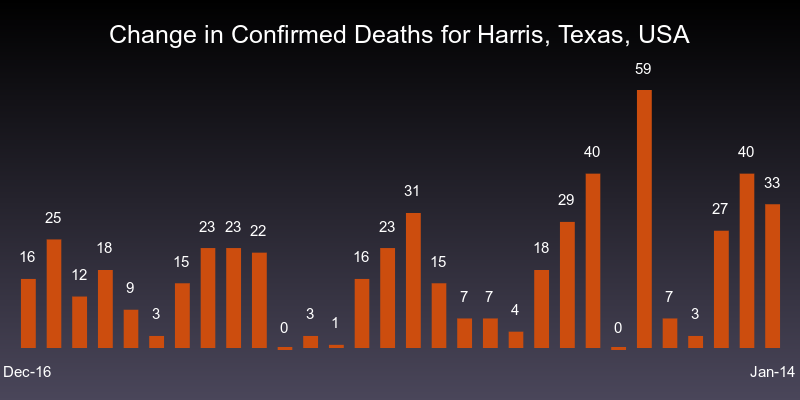 Change in Confirmed Deaths for Harris, Texas, USA
16 25 12 18 9 3 15 23 23 22 0 3 1 16 23 31 15 7 7 4 18 29 40 0 59 7 3 27 40 33
Dec-16 Jan-14